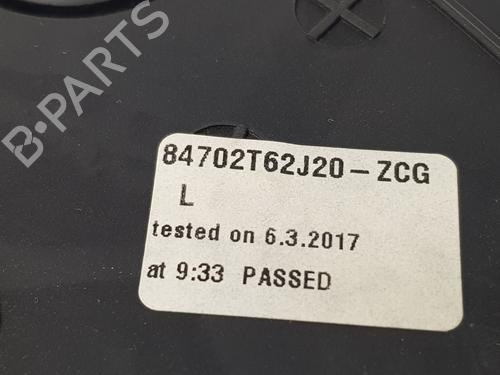 B-PARTS
84702T62J20-ZCG
L
tested on 6.3.2017
at 9:33 PASSED